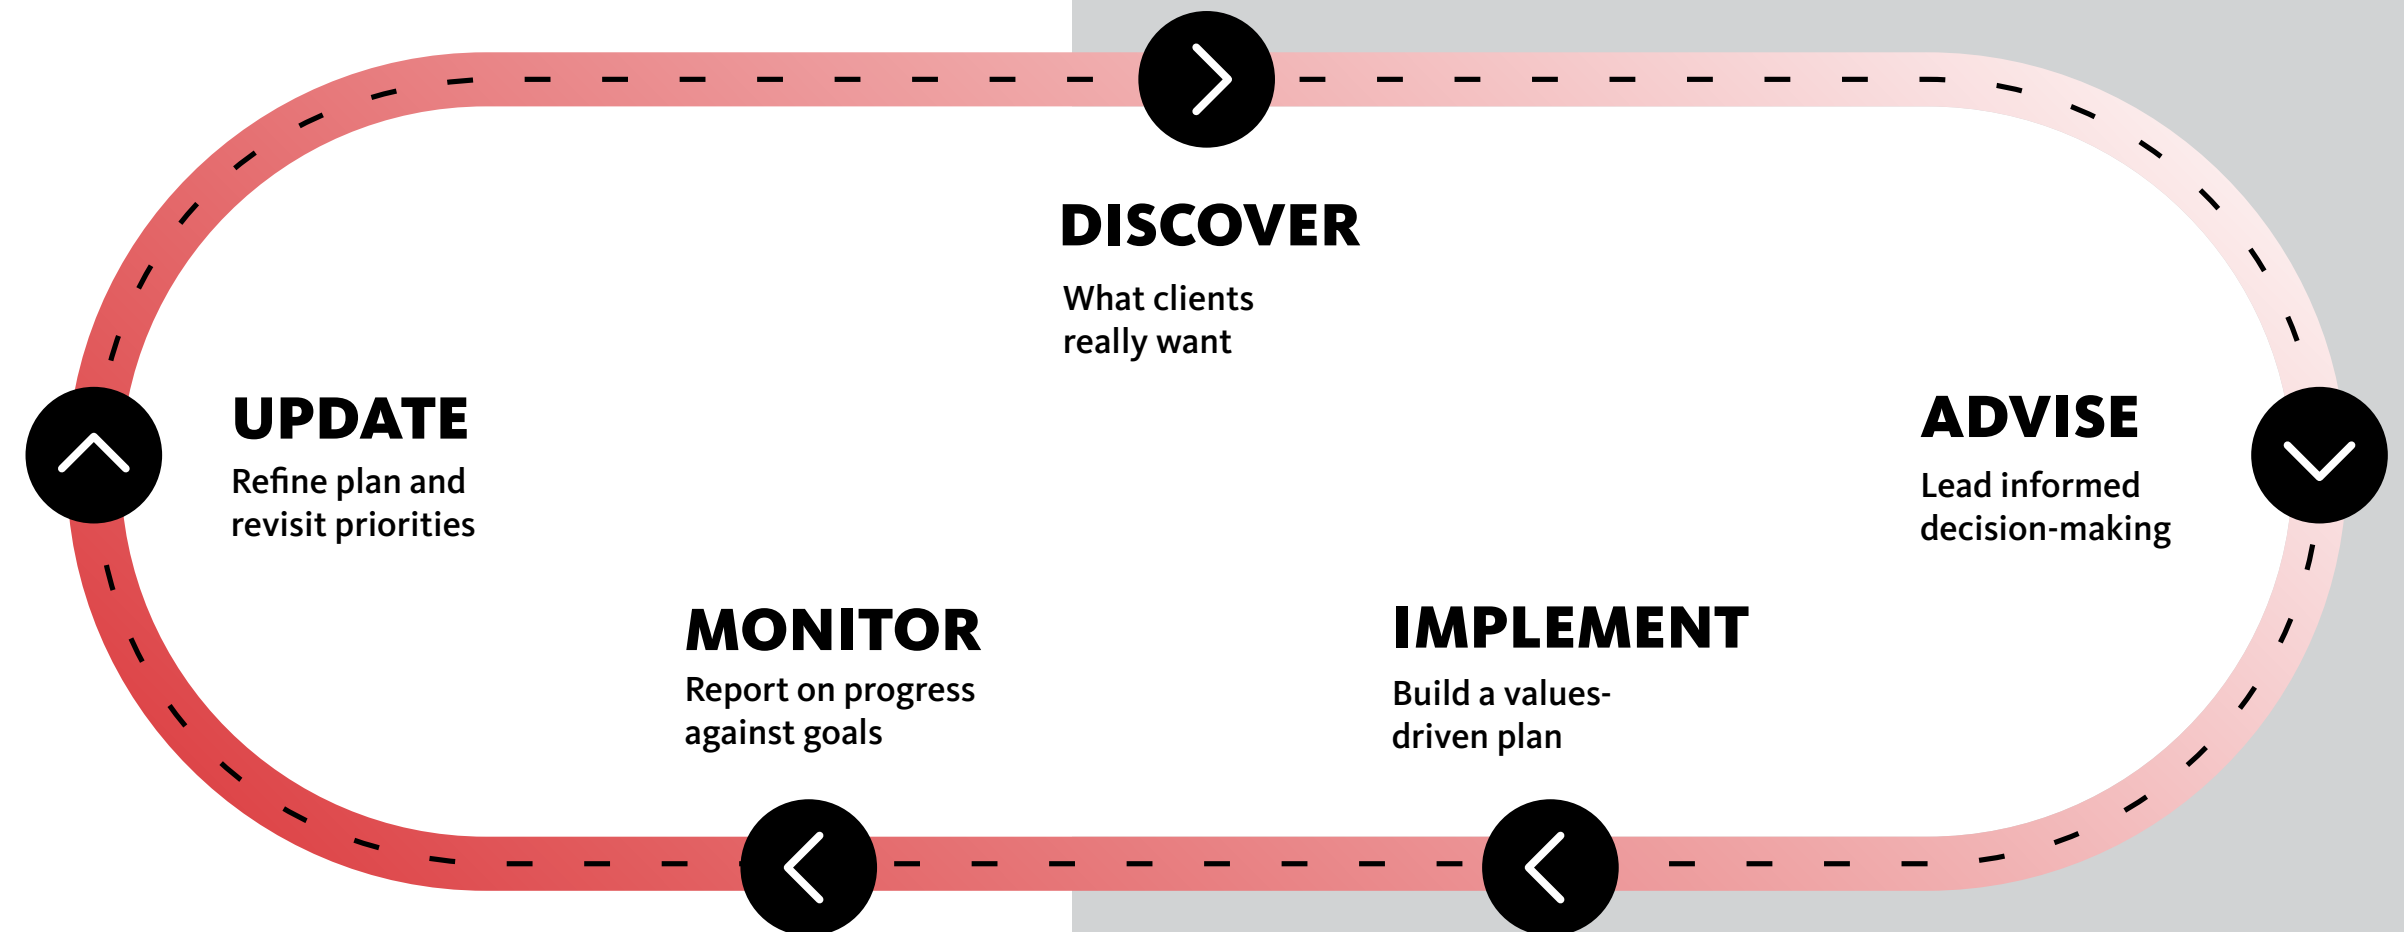 DISCOVER
What clients
really want
UPDATE
Refine plan and
revisit priorities
ADVISE
Lead informed
decision-making
MONITOR
Report on progress
against goals
IMPLEMENT
Build a values-
driven plan